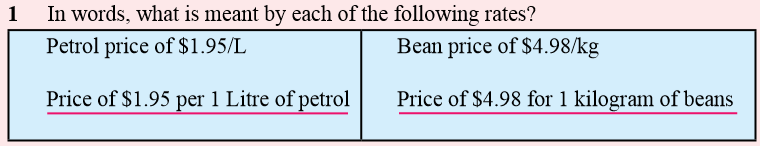 1 In words, what is meant by each of the following rates?
Petrol price of $1.95/L
Bean price of $4.98/kg
Price of $1.95 per 1 Litre of petrol
Price of $4.98 for 1 kilogram of beans